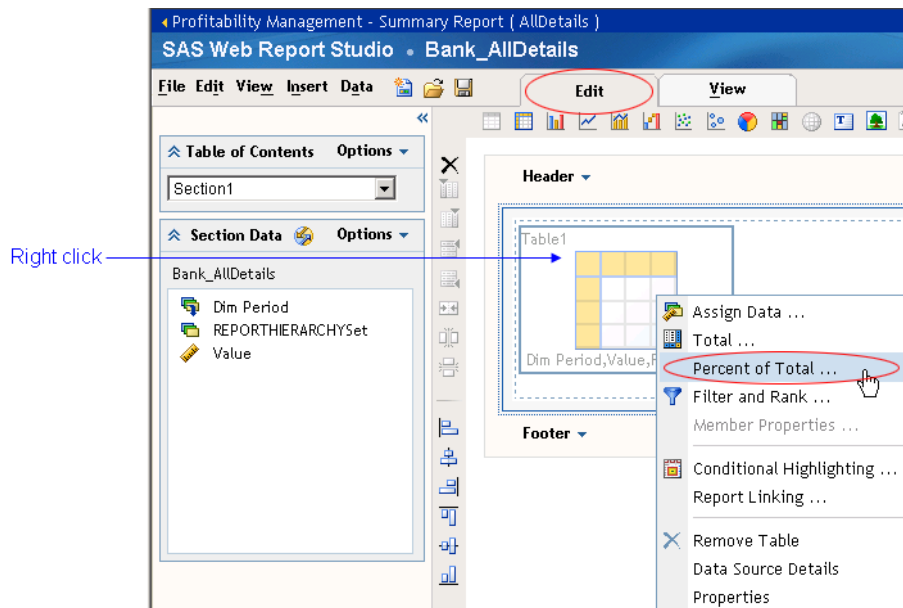 Profitability Management - Summary Report ( AllDetails )
SAS Web Report Studio • Bank_AllDetails
File Edit View Insert Data
Edit
View
Table of Contents Options
Section1
Section Data Options
Bank_AllDetails
Dim Period
REPORTHIERARCHYSet
Value
Right click
Header
Table1
Dim Period,Value,
Footer
Assign Data ...
Total ...
Percent of Total ...
Filter and Rank ...
Member Properties ...
Conditional Highlighting ...
Report Linking ...
Remove Table
Data Source Details
Properties